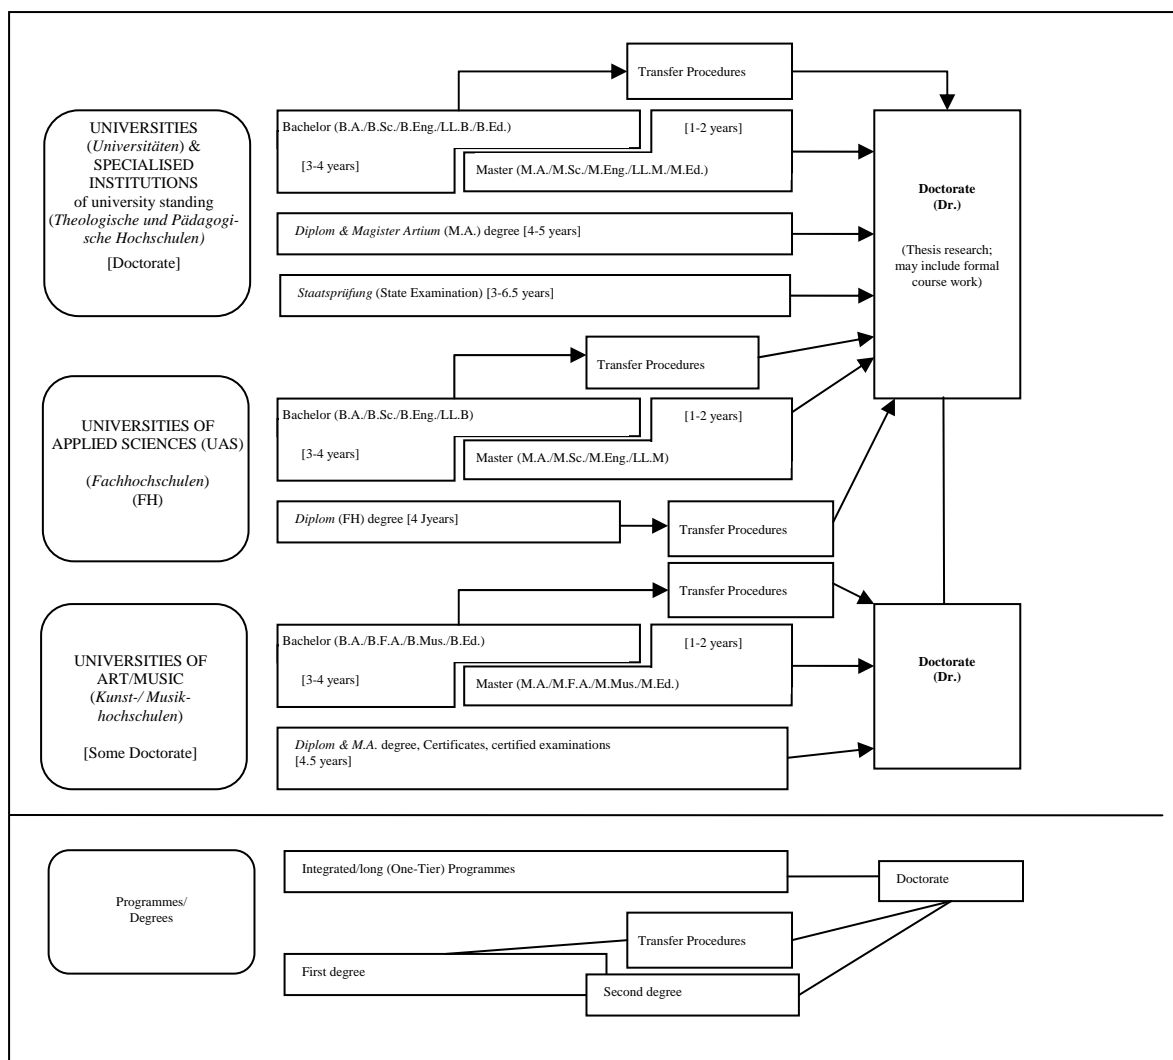 Transfer Procedures
UNIVERSITIES
(Universitäten) &
SPECIALISED
INSTITUTIONS
of university standing
(Theologische und Pädagogi-
sche Hochschulen)
[Doctorate]
Bachelor (B.A./B.Sc./B.Eng./LL.B./B.Ed.)
[3-4 years]
[1-2 years]
Master (M.A./M.Sc./M.Eng./LL.M./M.Ed.)
Diplom & Magister Artium (M.A.) degree [4-5 years]
Staatsprüfung (State Examination) [3-6.5 years]
Doctorate
(Dr.)
(Thesis research;
may include formal
course work)
Transfer Procedures
UNIVERSITIES OF
APPLIED SCIENCES (UAS)
(Fachhochschulen)
(FH)
Bachelor (B.A./B.Sc./B.Eng./LL.B)
[3-4 years]
[1-2 years]
Master (M.A./M.Sc./M.Eng./LL.M)
Diplom (FH) degree [4 Jyears]
Transfer Procedures
Transfer Procedures
UNIVERSITIES OF
ART/MUSIC
(Kunst-/ Musik-
hochschulen)
[Some Doctorate]
Bachelor (B.A./B.F.A./B.Mus./B.Ed.)
[3-4 years]
[1-2 years]
Master (M.A./M.F.A./M.Mus./M.Ed.)
Diplom & M.A. degree, Certificates, certified examinations
[4.5 years]
Doctorate
(Dr.)
Programmes/
Degrees
Integrated/long (One-Tier) Programmes
Doctorate
Transfer Procedures
First degree
Second degree